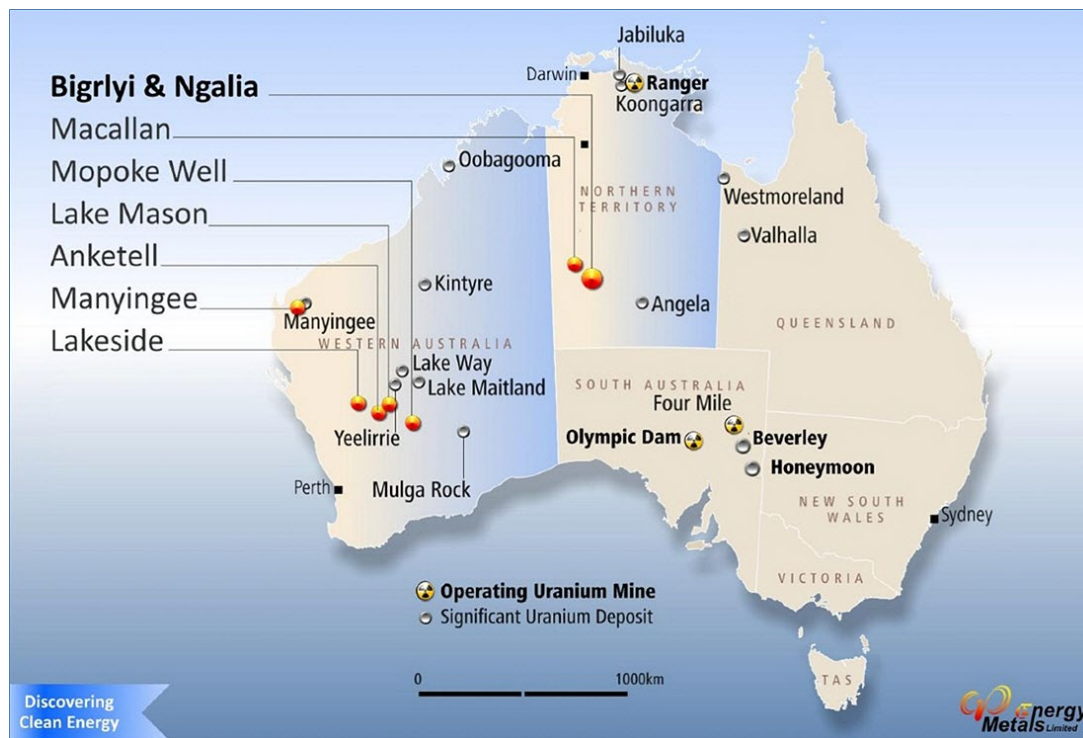 Bigrlyi & Ngalia
Macallan
Mopoke Well
Lake Mason
Anketell
Manyingee
Lakeside
Jabiluka
Darwin
Ranger
Koongarra
Oobagooma
NORTHERN
TERRITORY
Westmoreland
Valhalla
Kintyre
Angela
Manyingee
WESTERN AUSTRALIA
QUEENSLAND
Lake Way
Lake Maitland
SOUTH AUSTRALIA
Four Mile
Yeelirrie
Olympic Dam
Beverley
Honeymoon
Perth
Mulga Rock
NEW SOUTH
WALES
Sydney
VICTORIA
Operating Uranium Mine
Significant Uranium Deposit
0 1000km
TAS
Discovering
Clean Energy
Energy
Metals Limited